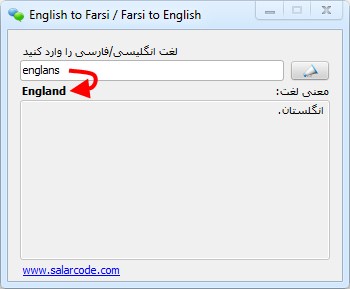 English to Farsi / Farsi to English
لغت انگلیسی/فارسی را وارد کنید
englans
England
معنی لغت:
انگلستان.
www.salarcode.com